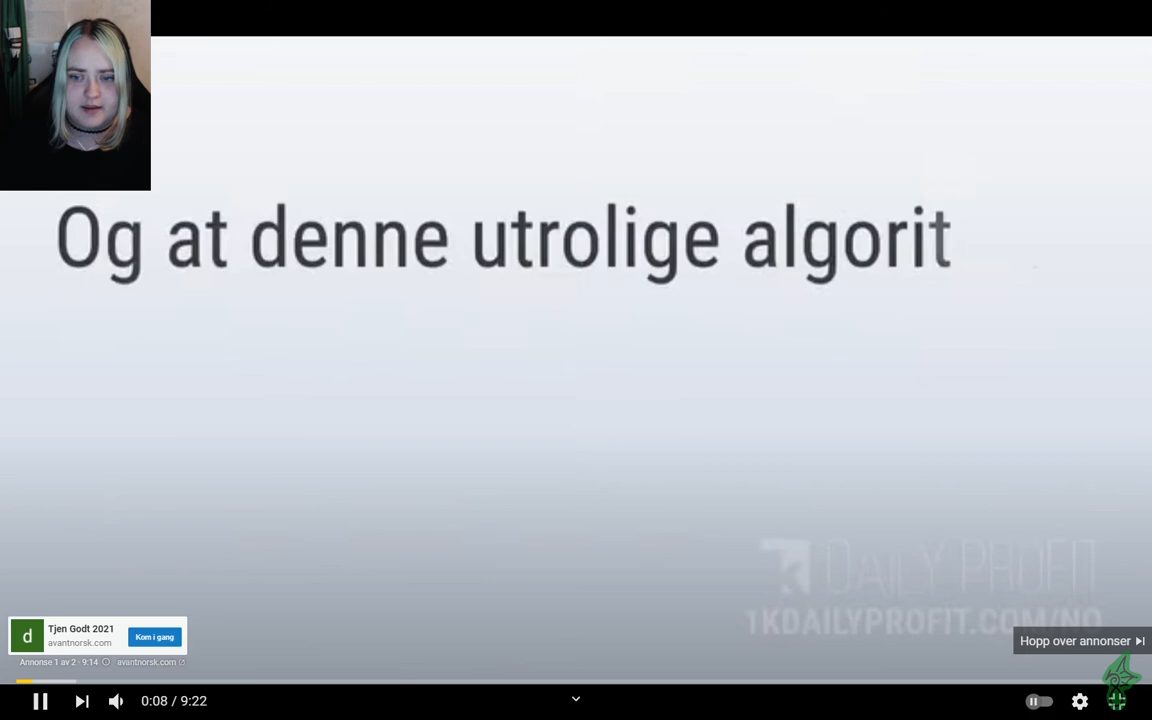 Og at denne utrolige algorit
DAILY PROFIT
1KDAILYPROFIT.COM/NO
Tjen Godt 2021
avantnorsk.com
Kom i gang
Hopp over annonser
Annonse 1 av 2 · 9:14 avantnorsk.com
0:08 / 9:22